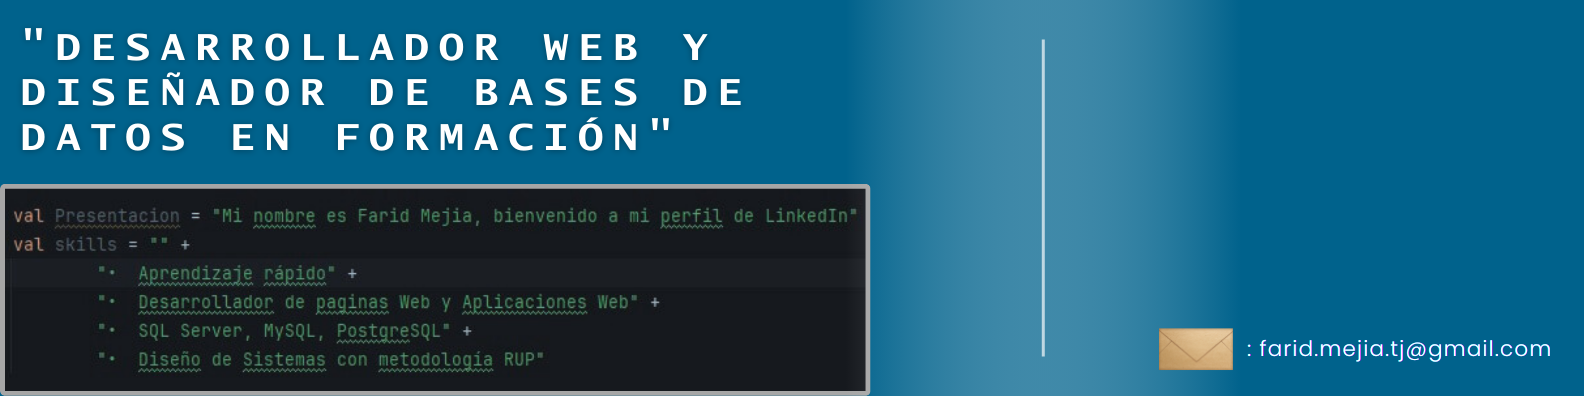 "DESARROLLADOR WEB Y
DISEÑADOR DE BASES DE
DATOS EN FORMACIÓN"
val Presentacion = "Mi nombre es Farid Mejia, bienvenido a mi perfil de LinkedIn"
val skills = "" +
"• Aprendizaje rápido" +
"• Desarrollador de paginas Web y Aplicaciones Web" +
"• SQL Server, MySQL, PostgreSQL" +
"• Diseño de Sistemas con metodología RUP"
: farid.mejia.tj@gmail.com